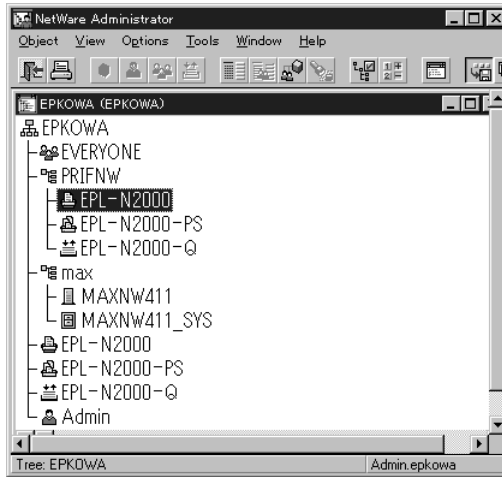 NetWare Administrator
Object View Options Tools Window Help
EPKOWA (EPKOWA)
EPKOWA
EVERYONE
PRIFNW
EPL-N2000
EPL-N2000-PS
EPL-N2000-Q
max
MAXNW411
MAXNW411_SYS
EPL-N2000
EPL-N2000-PS
EPL-N2000-Q
Admin
Tree: EPKOWA Admin.epkowa